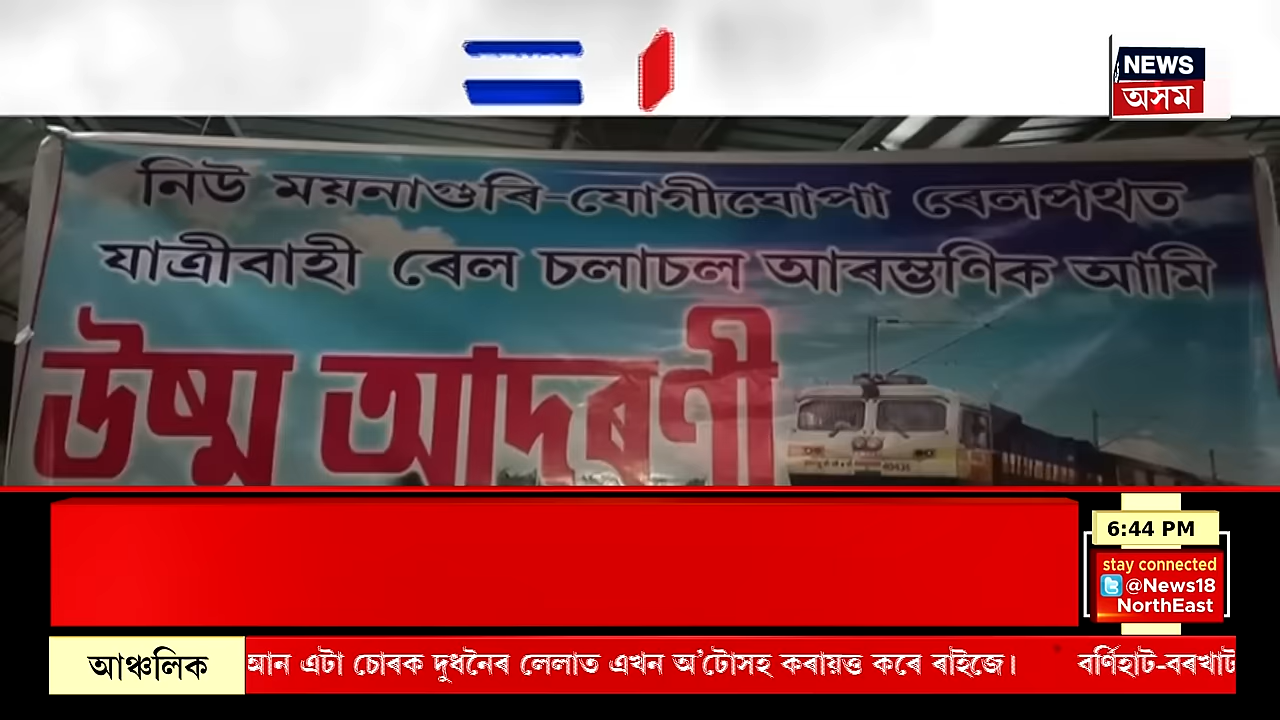 NEWS
অসম
নিউ ময়নাগুৰি-যোগীঘোপা ৰেলপথত
যাত্ৰীবাহী ৰেল চলাচল আৰম্ভণিক আমি
উষ্ম আদৰণী
40435
6:44 PM
stay connected
@News18
NorthEast
আঞ্চলিক
আন এটা চোৰক দুধনৈৰ লেলাত এখন অ'টোসহ কৰায়ত্ত কৰে ৰাইজে।
বৰ্ণিহাট-বৰখাট